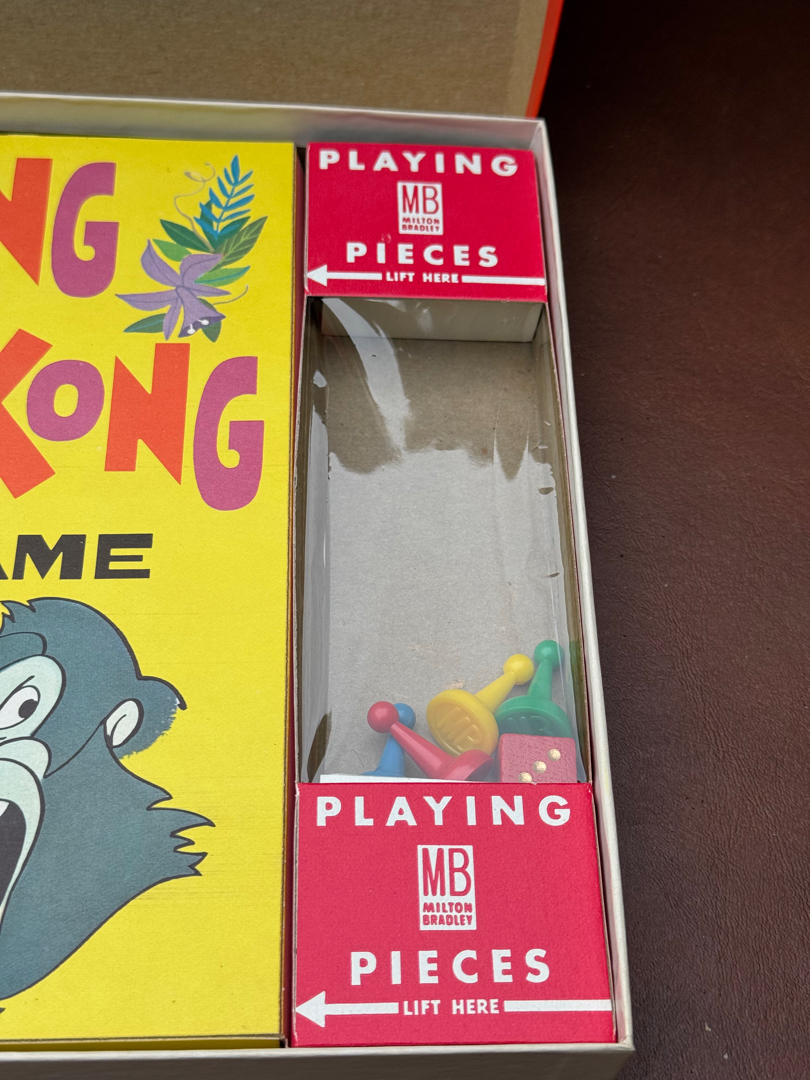 NG
KONG
AME
PLAYING
MB
MILTON
BRADLEY
PIECES
LIFT HERE
PLAYING
MB
MILTON
BRADLEY
PIECES
LIFT HERE